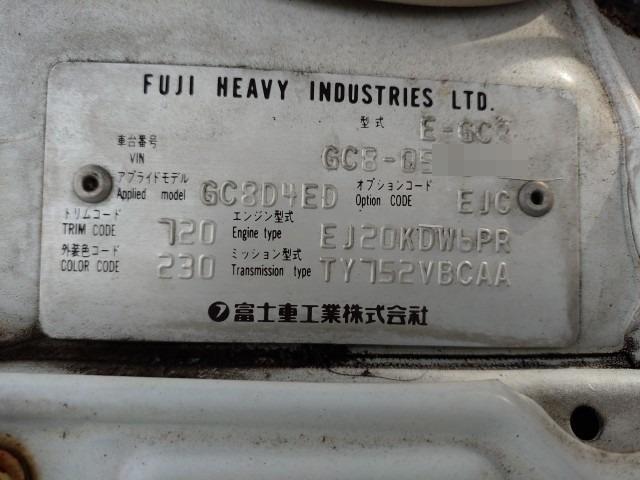 FUJI HEAVY INDUSTRIES LTD.
型式 E-GC8
車台番号 VIN GC8-0
アプライドモデル Applied model GC8D4ED オプションコード Option CODE EJC
トリムコード TRIM CODE 720 エンジン型式 Engine type EJ20KDW6PR
外装色コード COLOR CODE 230 ミッション型式 Transmission type TY752VBCAA
富士重工業株式会社